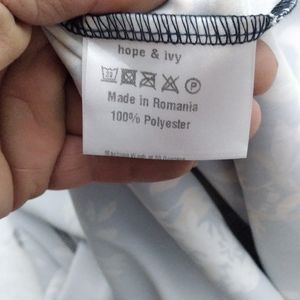 hope & ivy
Made in Romania
100% Polyester